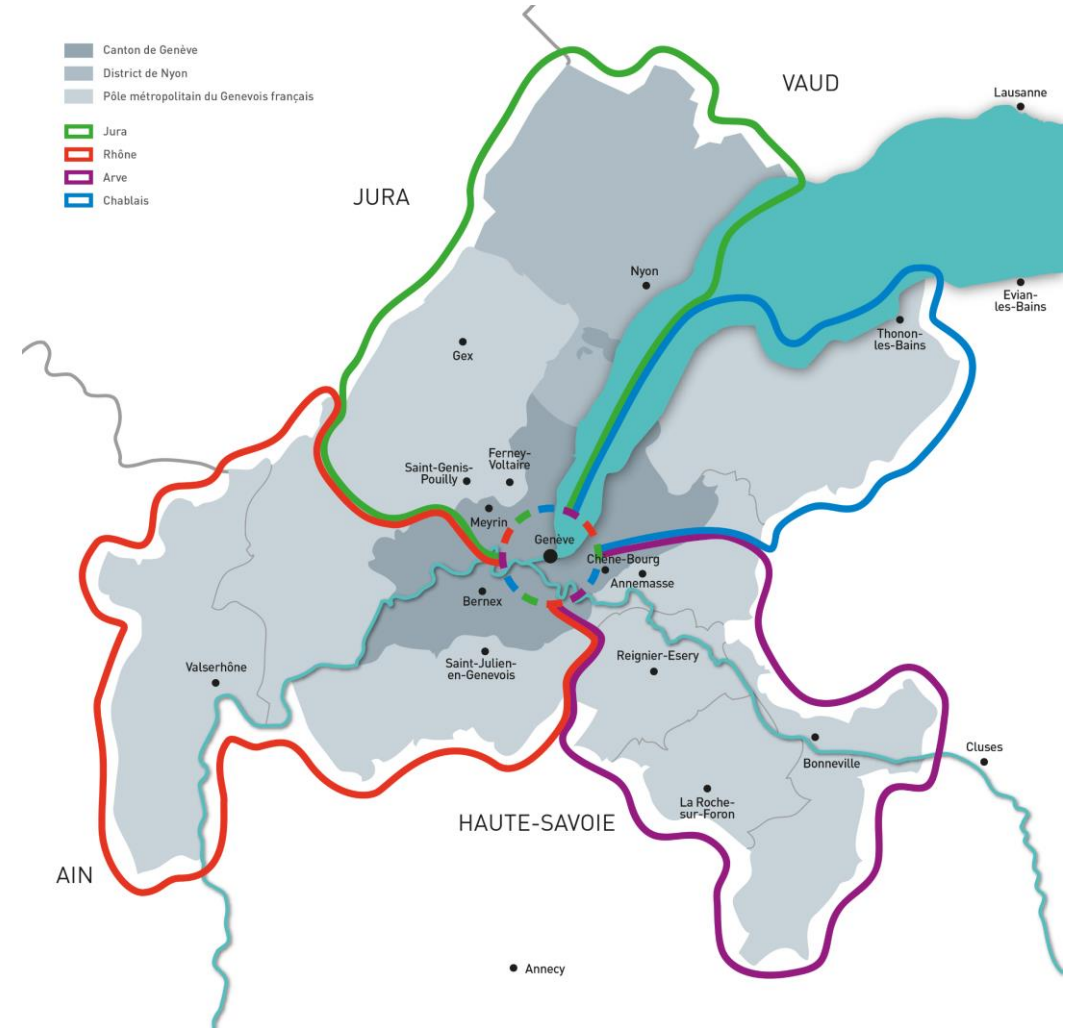 Canton de Genève
District de Nyon
Pôle métropolitain du Genevois français
Jura
Rhône
Arve
Chablais
VAUD
Lausanne
JURA
Nyon
Evian-
les-Bains
Thonon-
les-Bains
Gex
Ferney-
Voltaire
Saint-Genis-
Pouilly
Meyrin
Genève
Chêne-Bourg
Annemasse
Bernex
Saint-Julien-
en-Genevois
Reignier-Esery
Valserhône
Bonneville
Cluses
La Roche-
sur-Foron
HAUTE-SAVOIE
AIN
Annecy